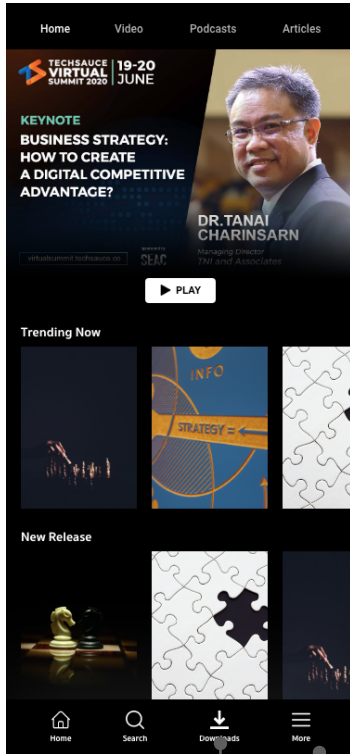 Home Video Podcasts Articles
TECHSAUCE
VIRTUAL
SUMMIT 2020
19-20
JUNE
KEYNOTE
BUSINESS STRATEGY:
HOW TO CREATE
A DIGITAL COMPETITIVE
ADVANTAGE?
DR.TANAI
CHARINSARN
Managing Director
TNI and Associates
virtualsummit.techsauce.co
SEAC
PLAY
Trending Now
INFO
STRATEGY =
New Release
Home Search Downloads More